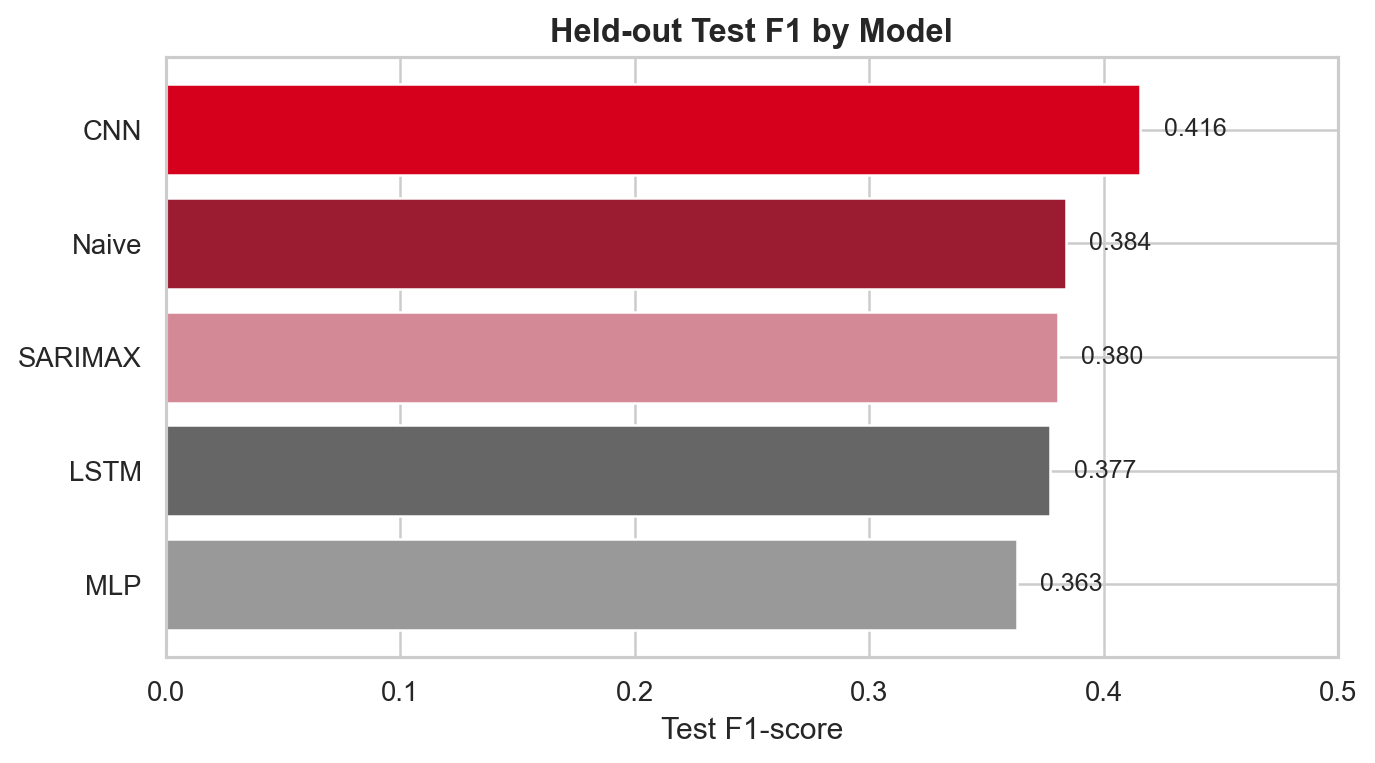 Held-out Test F1 by Model
CNN
0.416
Naive
0.384
SARIMAX
0.380
LSTM
0.377
MLP
0.363
0.0 0.1 0.2 0.3 0.4 0.5
Test F1-score